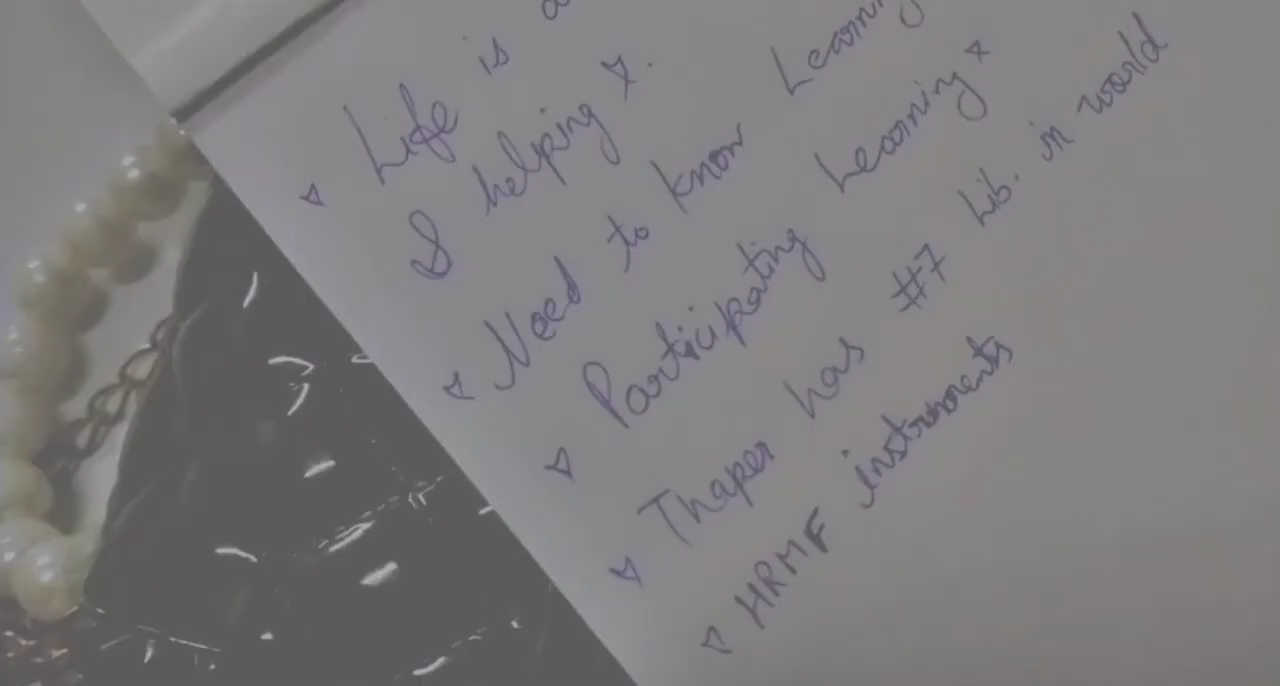 Life is a
& helping
Need to know Learning
Participating Learning
Thaper has #7 Lib. in world
HRMF instruments